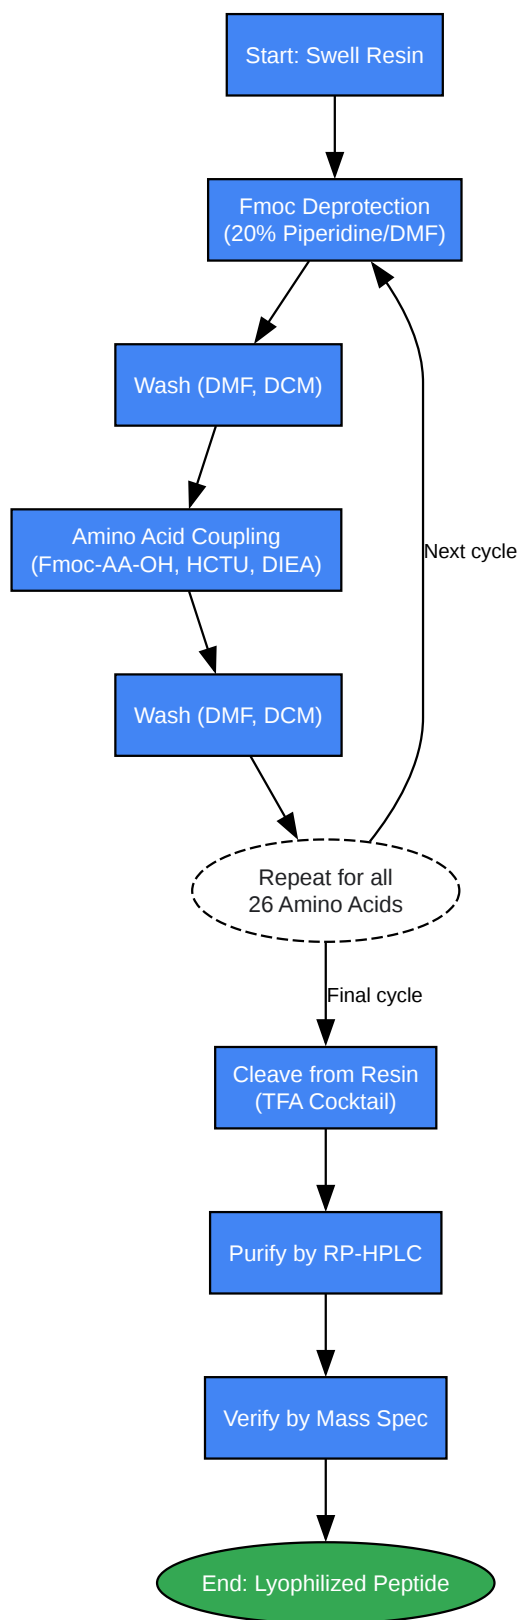 Start: Swell Resin
Fmoc Deprotection
(20% Piperidine/DMF)
Wash (DMF, DCM)
Amino Acid Coupling
(Fmoc-AA-OH, HCTU, DIEA)
Next cycle
Wash (DMF, DCM)
Repeat for all
26 Amino Acids
Final cycle
Cleave from Resin
(TFA Cocktail)
Purify by RP-HPLC
Verify by Mass Spec
End: Lyophilized Peptide